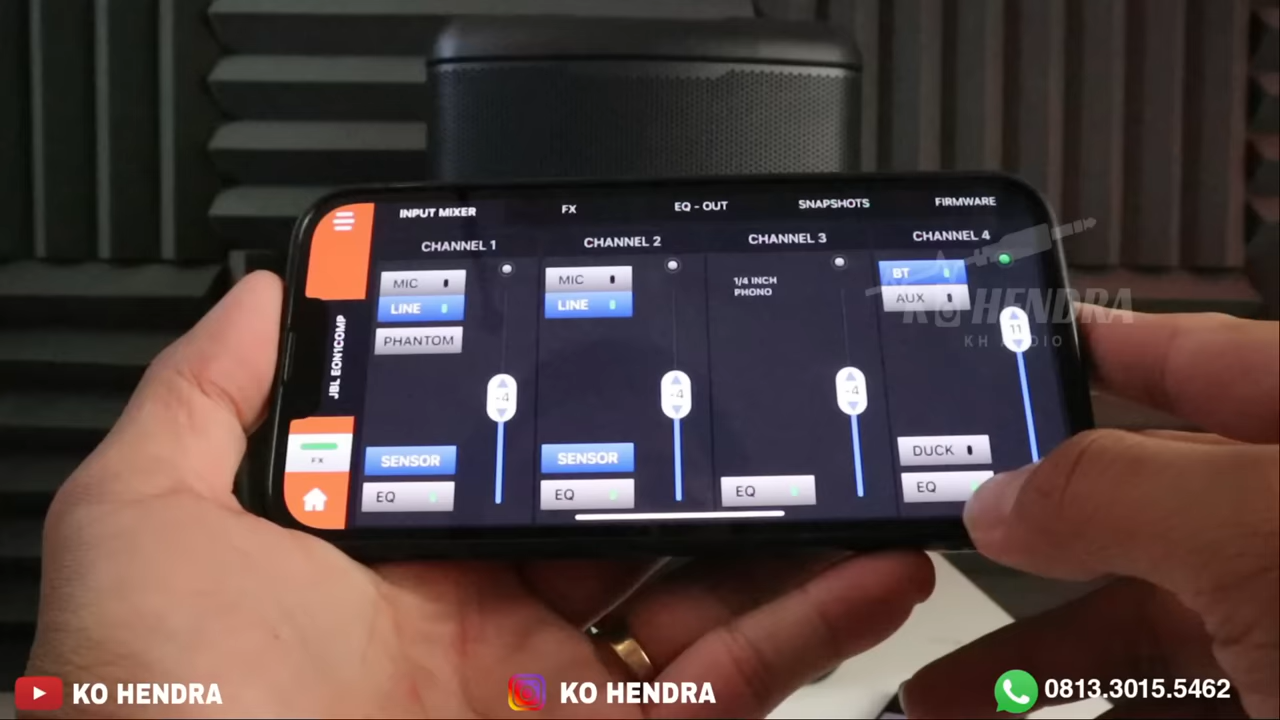 INPUT MIXER
FX
EQ - OUT
SNAPSHOTS
FIRMWARE
CHANNEL 1
CHANNEL 2
CHANNEL 3
CHANNEL 4
MIC
LINE
PHANTOM
-4
SENSOR
EQ
MIC
LINE
-4
SENSOR
EQ
1/4 INCH
PHONO
-4
EQ
BT
AUX
11
DUCK
EQ
JBL EON1COMP
FX
KO HENDRA
KH AUDIO
KO HENDRA
KO HENDRA
0813.3015.5462